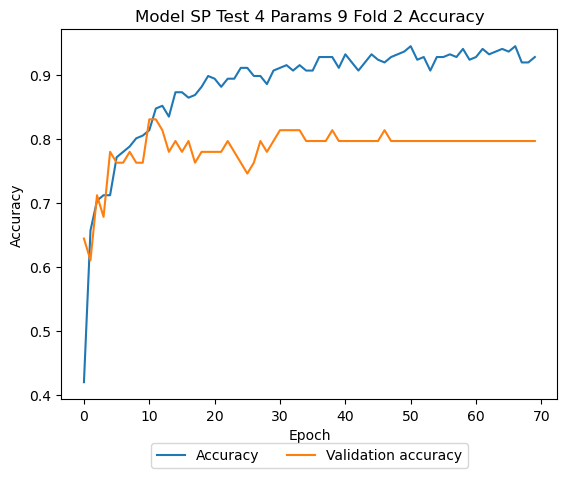 Model SP Test 4 Params 9 Fold 2 Accuracy
Accuracy
0.9
0.8
0.7
0.6
0.5
0.4
0 10 20 30 40 50 60 70
Epoch
Accuracy Validation accuracy